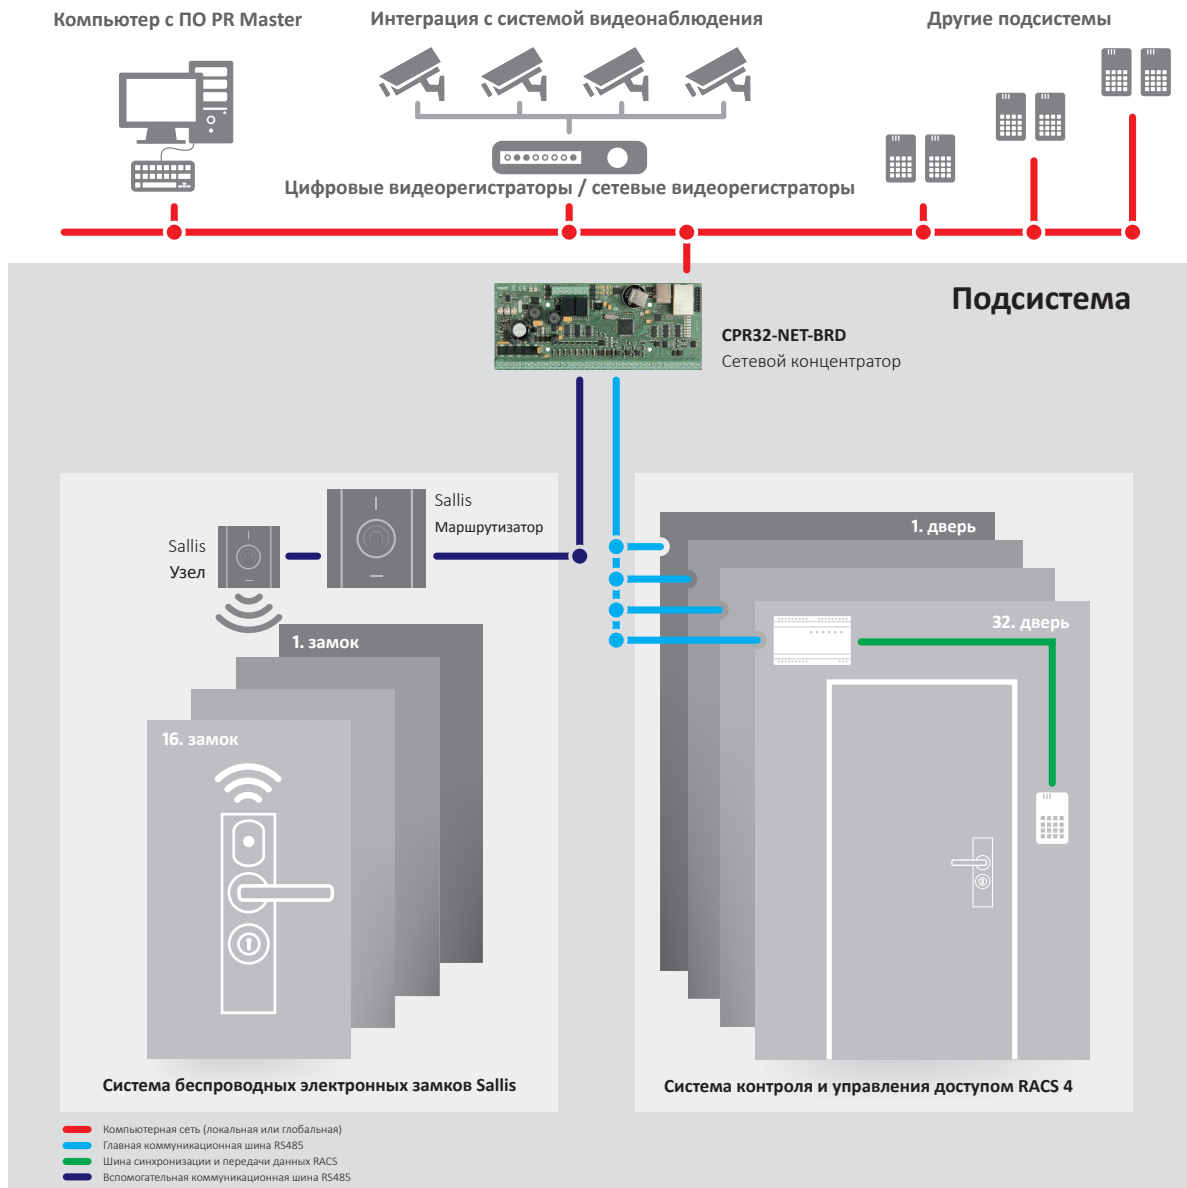 Компьютер с ПО PR Master
Интеграция с системой видеонаблюдения
Другие подсистемы
Цифровые видеорегистраторы / сетевые видеорегистраторы
Подсистема
CPR32-NET-BRD
Сетевой концентратор
Sallis
Маршрутизатор
Sallis
Узел
1. замок
16. замок
1. дверь
32. дверь
Система беспроводных электронных замков Sallis
Система контроля и управления доступом RACS 4
Компьютерная сеть (локальная или глобальная)
Главная коммуникационная шина RS485
Шина синхронизации и передачи данных RACS
Вспомогательная коммуникационная шина RS485